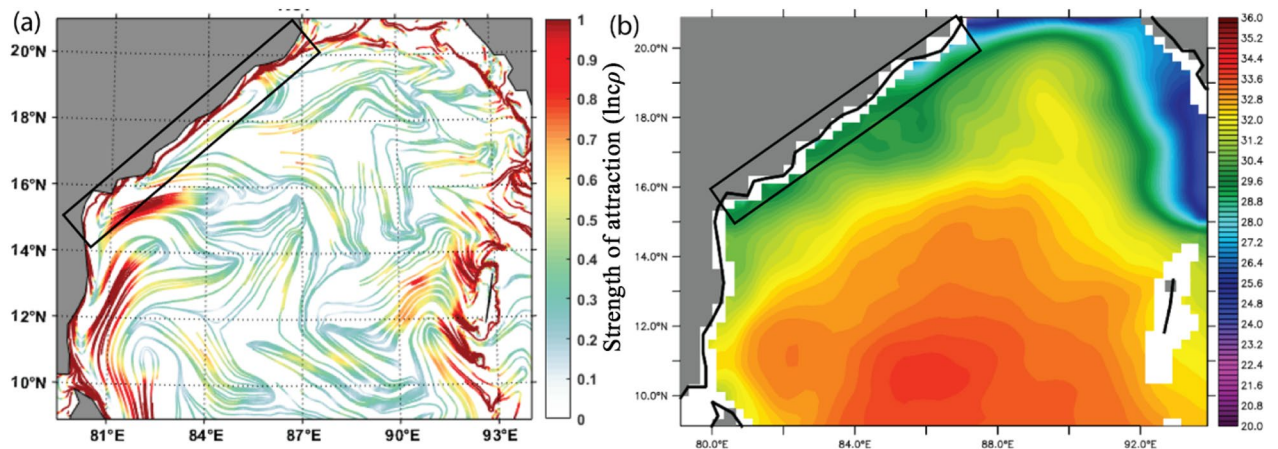 (a)
20°N
18°N
16°N
14°N
12°N
10°N
81°E
84°E
87°E
90°E
93°E
1
0.9
0.8
0.7
0.6
0.5
0.4
0.3
0.2
0.1
0
Strength of attraction (lncρ)
(b)
20.0°N
18.0°N
16.0°N
14.0°N
12.0°N
10.0°N
80.0°E
84.0°E
88.0°E
92.0°E
36.0
35.2
34.4
33.6
32.8
32.0
31.2
30.4
29.6
28.8
28.0
27.2
26.4
25.6
24.8
24.0
23.2
22.4
21.6
20.8
20.0